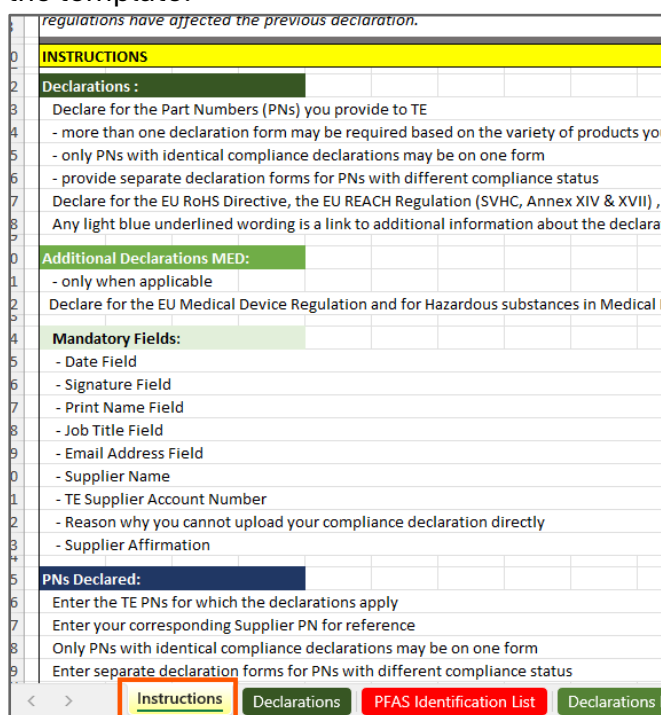 the template.
regulations have affected the previous declaration.
INSTRUCTIONS
Declarations :
Declare for the Part Numbers (PNs) you provide to TE
- more than one declaration form may be required based on the variety of products you
- only PNs with identical compliance declarations may be on one form
- provide separate declaration forms for PNs with different compliance status
Declare for the EU RoHS Directive, the EU REACH Regulation (SVHC, Annex XIV & XVII) ,
Any light blue underlined wording is a link to additional information about the declara
Additional Declarations MED:
- only when applicable
Declare for the EU Medical Device Regulation and for Hazardous substances in Medical
Mandatory Fields:
- Date Field
- Signature Field
- Print Name Field
- Job Title Field
- Email Address Field
- Supplier Name
- TE Supplier Account Number
- Reason why you cannot upload your compliance declaration directly
- Supplier Affirmation
PNs Declared:
Enter the TE PNs for which the declarations apply
Enter your corresponding Supplier PN for reference
Only PNs with identical compliance declarations may be on one form
Enter separate declaration forms for PNs with different compliance status
Instructions Declarations PFAS Identification List Declarations